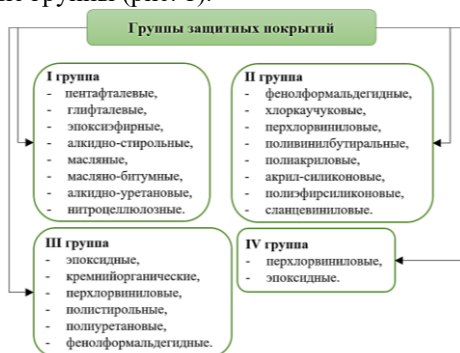 Группы защитных покрытий
I группа
- пентафталевые,
- глифталевые,
- эпоксиэфирные,
- алкидно-стирольные,
- масляные,
- масляно-битумные,
- алкидно-уретановые,
- нитроцеллюлозные.
II группа
- фенолформальдегидные,
- хлоркаучуковые,
- перхлорвиниловые,
- поливинилбутиральные,
- полиакриловые,
- акрил-силиконовые,
- полиэфирсиликоновые,
- сланцевиниловые.
III группа
- эпоксидные,
- кремнийорганические,
- перхлорвиниловые,
- полистирольные,
- полиуретановые,
- фенолформальдегидные.
IV группа
- перхлорвиниловые,
- эпоксидные.